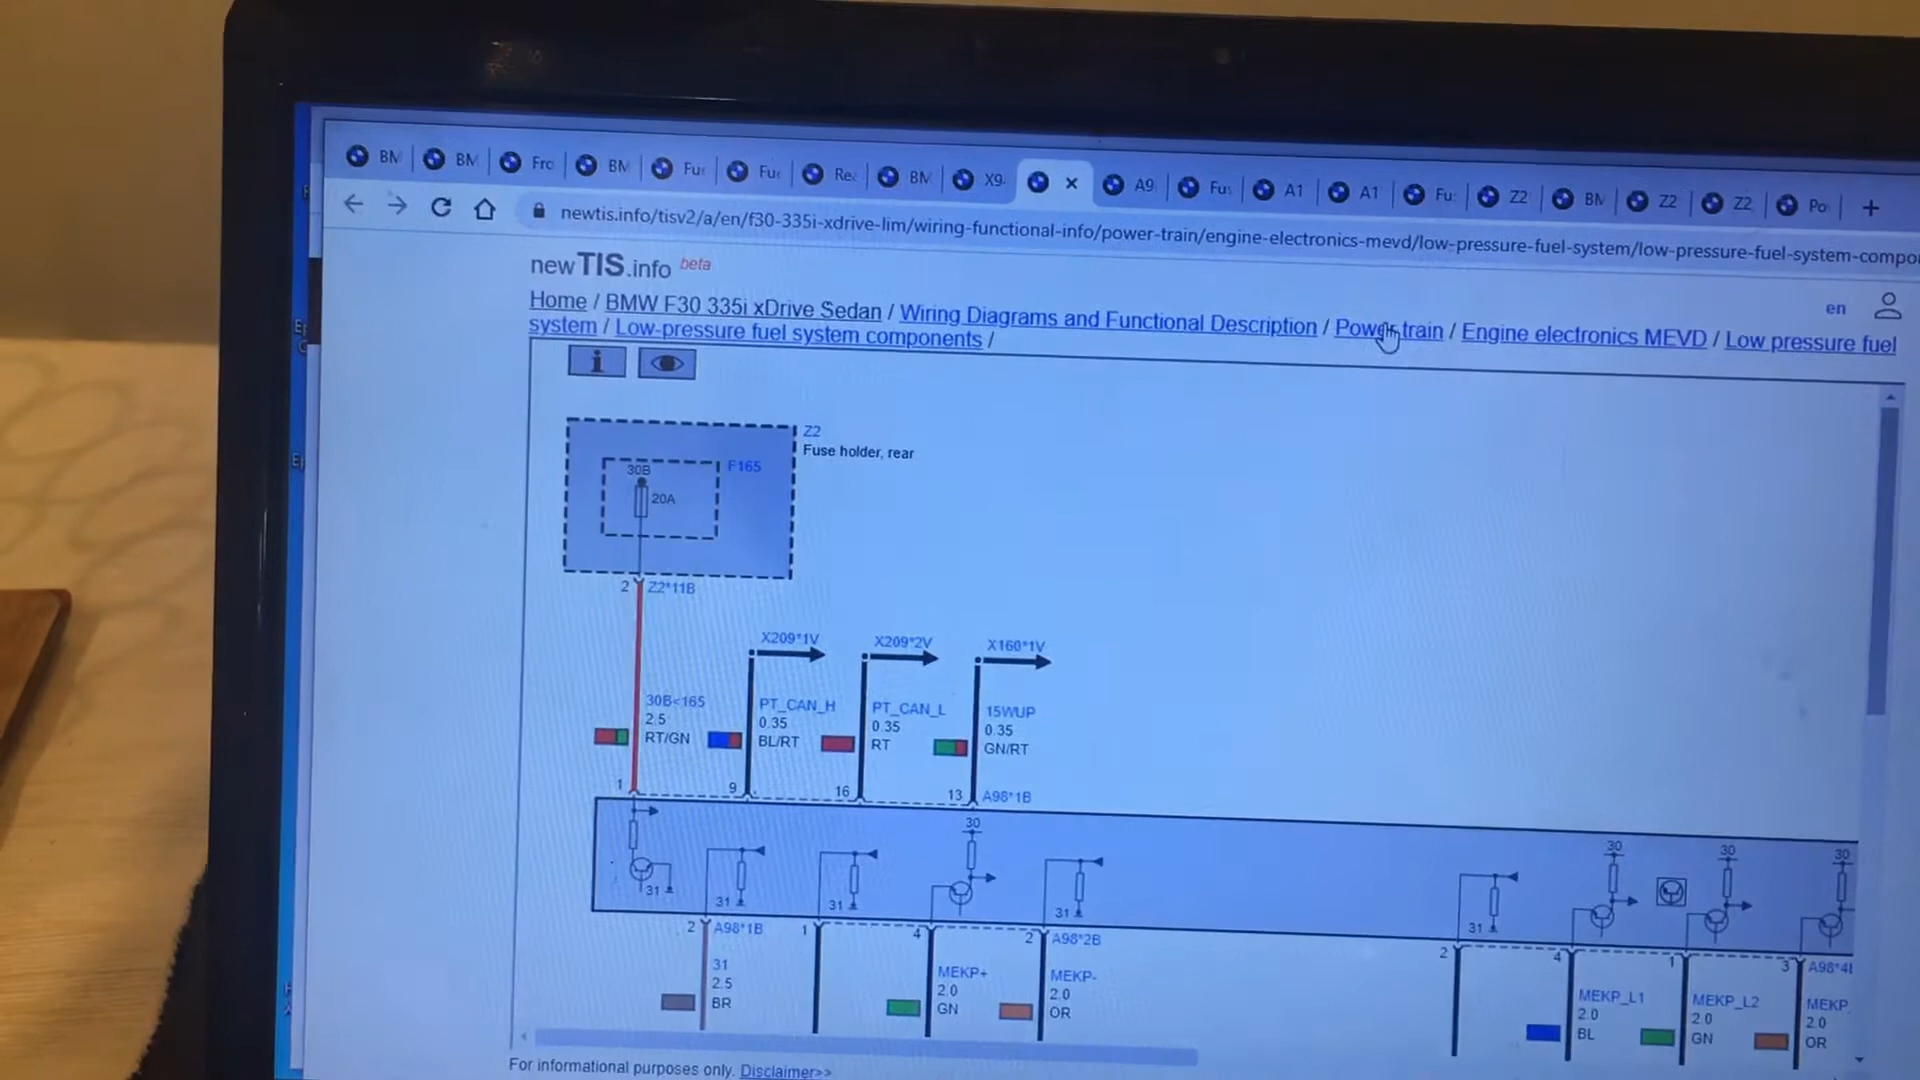 BM BM Fro BM Fu Fu Re BM X9 A9 Fu A1 A1 Fu Z2 BM Z2 Z2 Po
newtis.info/tisv2/a/en/f30-335i-xdrive-lim/wiring-functional-info/power-train/engine-electronics-mevd/low-pressure-fuel-system/low-pressure-fuel-system-compo
newTIS.info beta
en
Home / BMW F30 335i xDrive Sedan / Wiring Diagrams and Functional Description / Power train / Engine electronics MEVD / Low pressure fuel
system / Low-pressure fuel system components /
i
Z2
Fuse holder, rear
30B
F165
20A
2 Z2*11B
X209*1V X209*2V X160*1V
30B<165 PT_CAN_H PT_CAN_L 15WUP
2.5 0.35 0.35 0.35
RT/GN BL/RT RT GN/RT
1 9 16 13 A98*1B
30 30 30 30
31 31 31 31 31
2 A98*1B 1 4 2 A98*2B 2 4 1 3
31 MEKP+ MEKP- MEKP_L1 MEKP_L2 MEKP
2.5 2.0 2.0 2.0 2.0 2.0
BR GN OR BL GN OR
For informational purposes only. Disclaimer>>